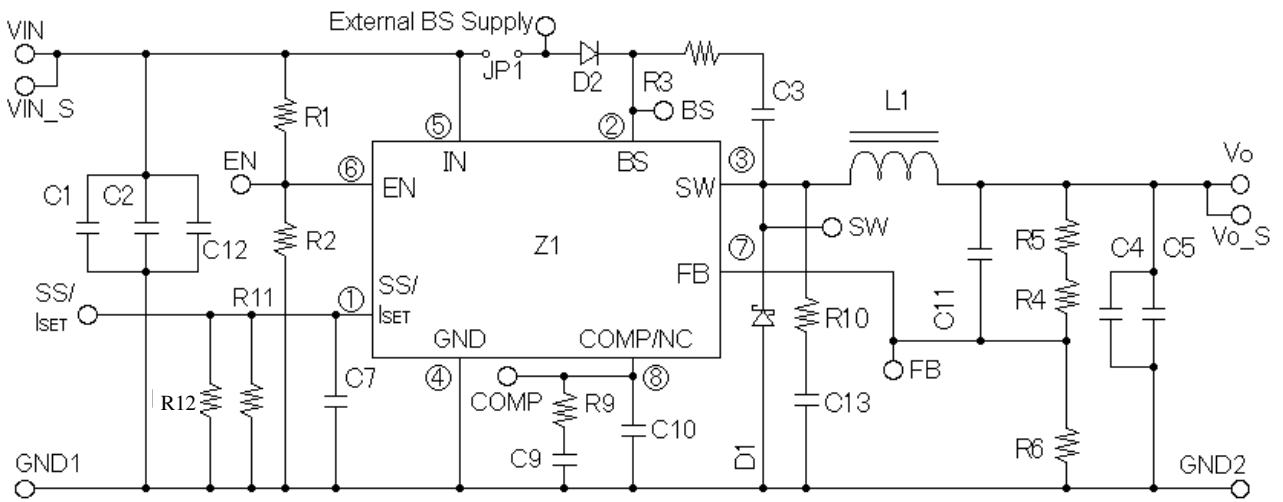 External BS Supply
VIN
VIN_S
JP1
D2
R3
C3
L1
R1
⑤
②
BS
EN
⑥
IN
BS
③
Vo
EN
SW
C1
C2
C12
R2
Z1
⑦
SW
R5
C4
C5
Vo_S
FB
SS/
ISET
R11
①
SS/
ISET
R10
C11
R4
GND
COMP/NC
④
⑧
FB
R12
C7
COMP
R9
C10
C13
R6
C9
D1
GND1
GND2